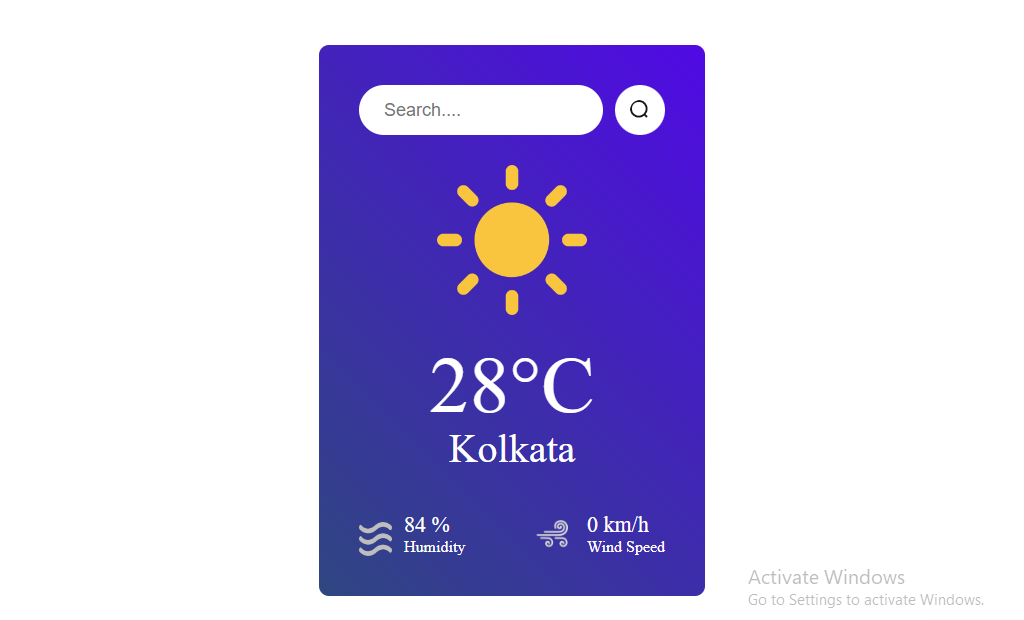 Search....
28°C
Kolkata
84 %
Humidity
0 km/h
Wind Speed
Activate Windows
Go to Settings to activate Windows.